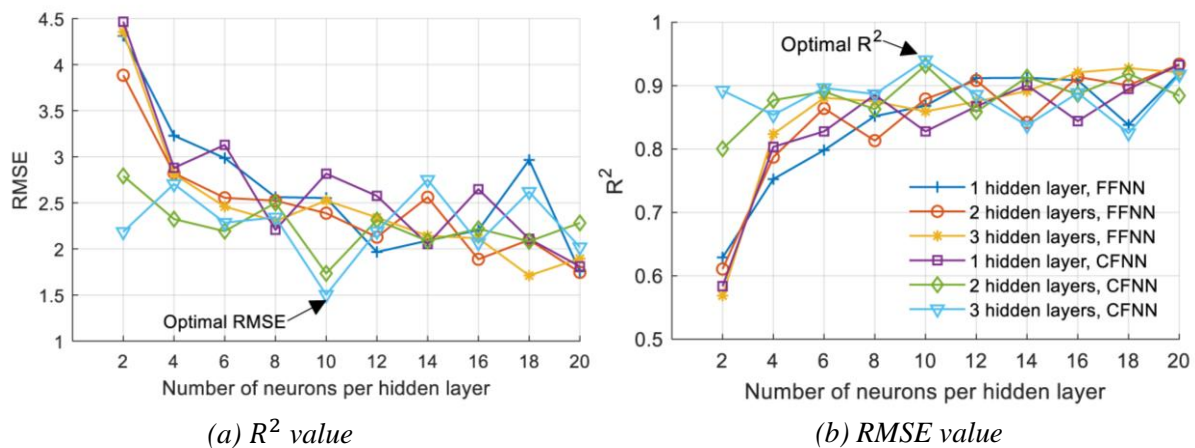 4.5
4
3.5
3
2.5
2
1.5
1
RMSE
Optimal RMSE
2 4 6 8 10 12 14 16 18 20
Number of neurons per hidden layer
(a) R² value
1
0.9
0.8
0.7
0.6
0.5
R²
Optimal R²
1 hidden layer, FFNN
2 hidden layers, FFNN
3 hidden layers, FFNN
1 hidden layer, CFNN
2 hidden layers, CFNN
3 hidden layers, CFNN
2 4 6 8 10 12 14 16 18 20
Number of neurons per hidden layer
(b) RMSE value